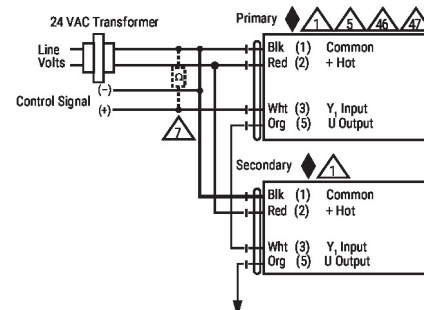 24 VAC Transformer
Primary 1 5 46 47
Line
Volts
Blk (1) Common
Red (2) + Hot
(–)
Control Signal
(+)
Ω
Wht (3) Y₁ Input
Org (5) U Output
7
Secondary 1
Blk (1) Common
Red (2) + Hot
Wht (3) Y₁ Input
Org (5) U Output